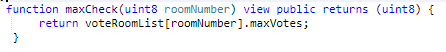 function maxCheck(uint8 roomNumber) view public returns (uint8) {
return voteRoomList[roomNumber].maxVotes;
}